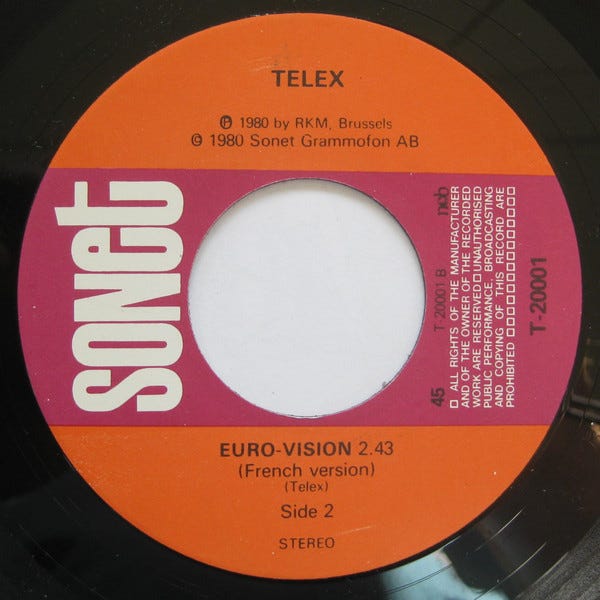 TELEX
℗ 1980 by RKM, Brussels
© 1980 Sonet Grammofon AB
sonet
45
T-20001 B
ncb
□ ALL RIGHTS OF THE MANUFACTURER
AND OF THE OWNER OF THE RECORDED
WORK ARE RESERVED □ UNAUTHORISED
PUBLIC PERFORMANCE, BROADCASTING
AND COPYING OF THIS RECORD ARE
PROHIBITED □□□□□□□□□□□□□□
T-20001
EURO-VISION 2.43
(French version)
(Telex)
Side 2
STEREO